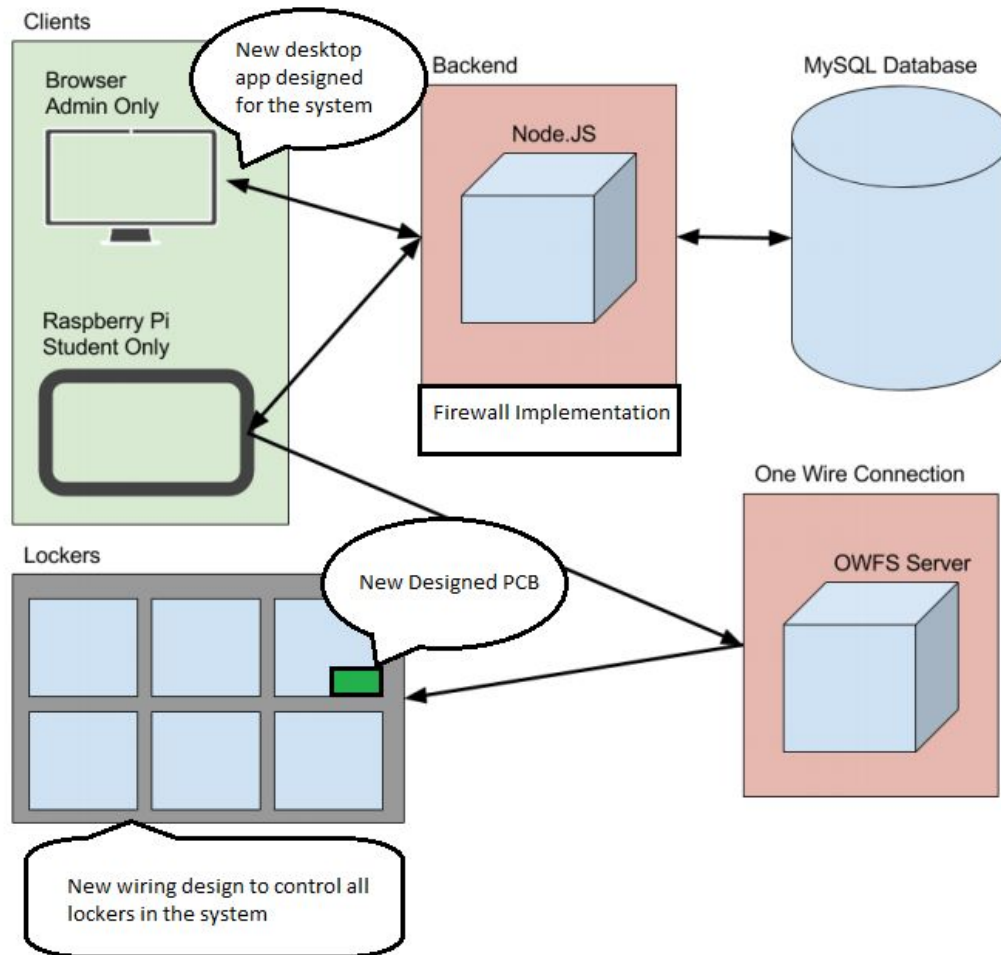 Clients
New desktop
app designed
for the system
Browser
Admin Only
Backend
MySQL Database
Node.JS
Raspberry Pi
Student Only
Firewall Implementation
One Wire Connection
OWFS Server
Lockers
New Designed PCB
New wiring design to control all
lockers in the system